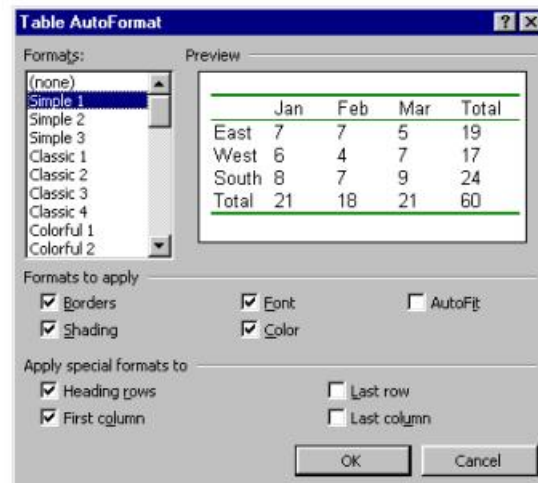 Table AutoFormat
Formats:
(none)
Simple 1
Simple 2
Simple 3
Classic 1
Classic 2
Classic 3
Classic 4
Colorful 1
Colorful 2
Preview
Jan Feb Mar Total
East 7 7 5 19
West 6 4 7 17
South 8 7 9 24
Total 21 18 21 60
Formats to apply
Borders Font AutoFit
Shading Color
Apply special formats to
Heading rows Last row
First column Last column
OK Cancel